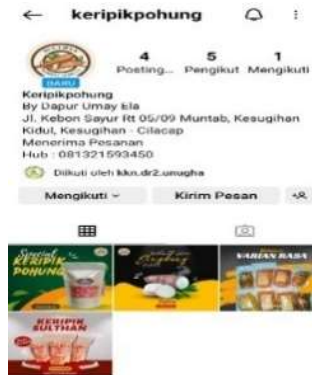 keripikpohung
BARU
4
Posting...
5
Pengikut
1
Mengikuti
Keripikpohung
By Dapur Umay Ela
Jl. Kebon Sayur Rt 05/09 Muntab, Kesugihan
Kidul, Kesugihan - Cilacap
Menerima Pesanan
Hub : 081321593450
Diikuti oleh kkn.dr2.unugha
Mengikuti
Kirim Pesan
Special
KERIPIK
POHUNG
VARIAN RASA
KERIPIK
SULTHAN